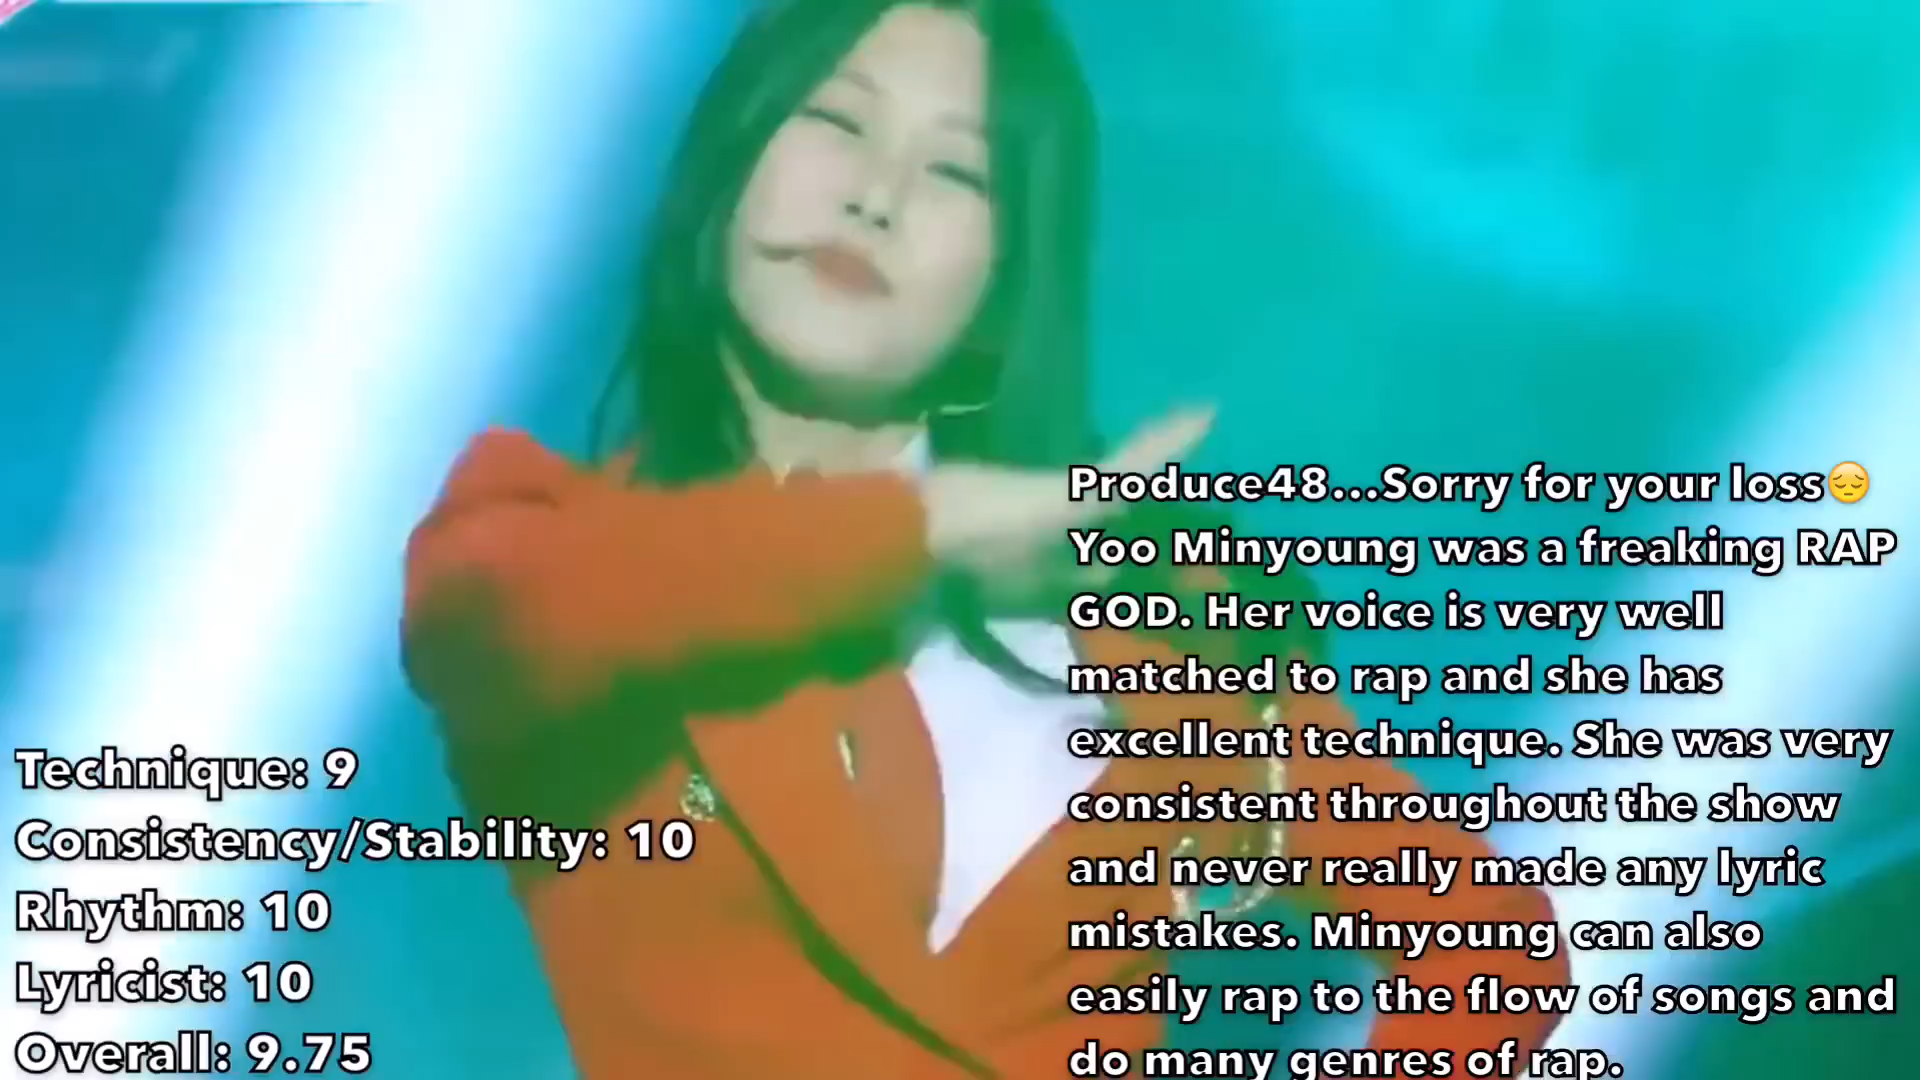 Produce48...Sorry for your loss😔
Yoo Minyoung was a freaking RAP
GOD. Her voice is very well
matched to rap and she has
excellent technique. She was very
consistent throughout the show
and never really made any lyric
mistakes. Minyoung can also
easily rap to the flow of songs and
do many genres of rap.
Technique: 9
Consistency/Stability: 10
Rhythm: 10
Lyricist: 10
Overall: 9.75